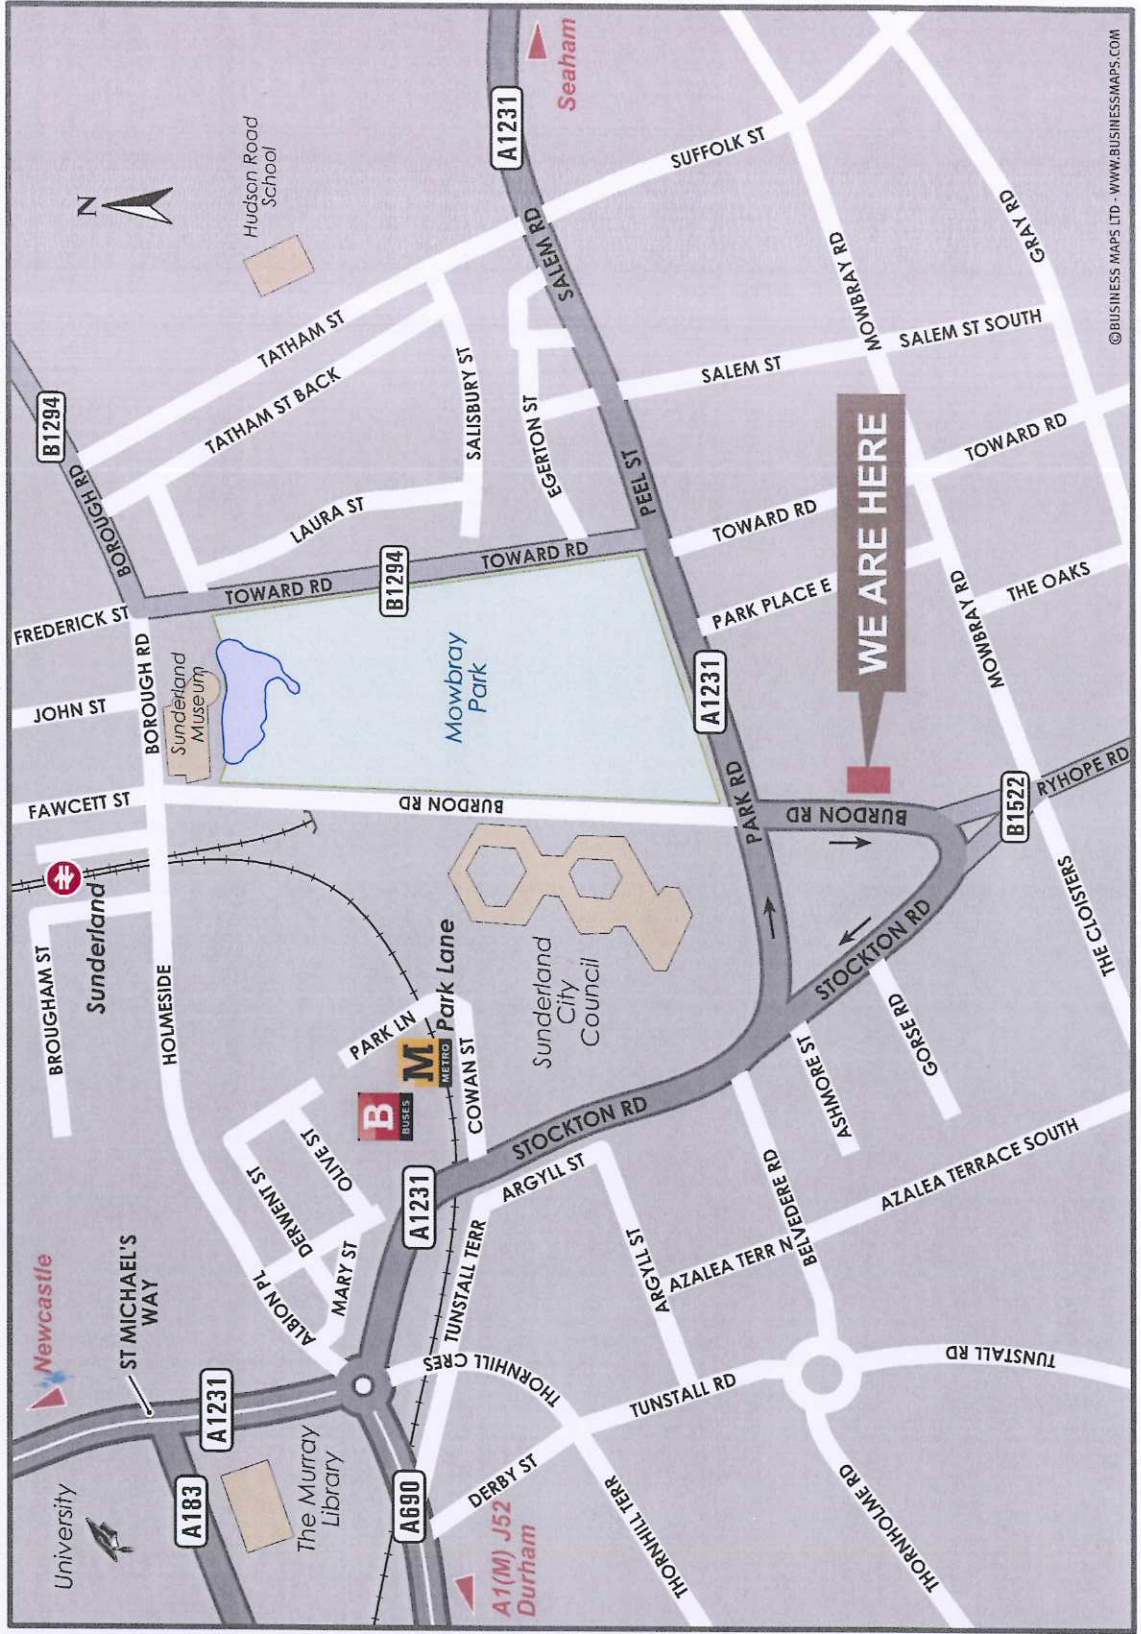 Newcastle
ST MICHAEL'S
WAY
University
A183
A1231
The Murray
Library
A690
A1(M) J52
Durham
BROUGHAM ST
Sunderland
HOLMESIDE
FAWCETT ST
JOHN ST
FREDERICK ST
BOROUGH RD
BOROUGH RD
B1294
N
Hudson Road
School
Sunderland
Museum
TATHAM ST
TATHAM ST BACK
LAURA ST
SALISBURY ST
EGERTON ST
TOWARD RD
B1294
TOWARD RD
Mowbray
Park
BURDON RD
ALBION PL
DERWENT ST
OLIVE ST
MARY ST
PARK LN
B
BUSES
M
METRO
Park Lane
COWAN ST
A1231
STOCKTON RD
Sunderland
City
Council
A1231
Seaham
SALEM RD
SUFFOLK ST
PEEL ST
A1231
PARK RD
BURDON RD
STOCKTON RD
TUNSTALL TERR
ARGYLL ST
ARGYLL ST
THORNHILL CRES
THORNHILL TERR
DERBY ST
TUNSTALL RD
TUNSTALL RD
THORNHOLME RD
AZALEA TERR N
AZALEA TERRACE SOUTH
BELVEDERE RD
ASHMORE ST
GORSE RD
THE CLOISTERS
B1522
RYHOPE RD
WE ARE HERE
PARK PLACE E
TOWARD RD
TOWARD RD
SALEM ST
SALEM ST SOUTH
MOWBRAY RD
MOWBRAY RD
THE OAKS
GRAY RD
©BUSINESS MAPS LTD - WWW.BUSINESSMAPS.COM